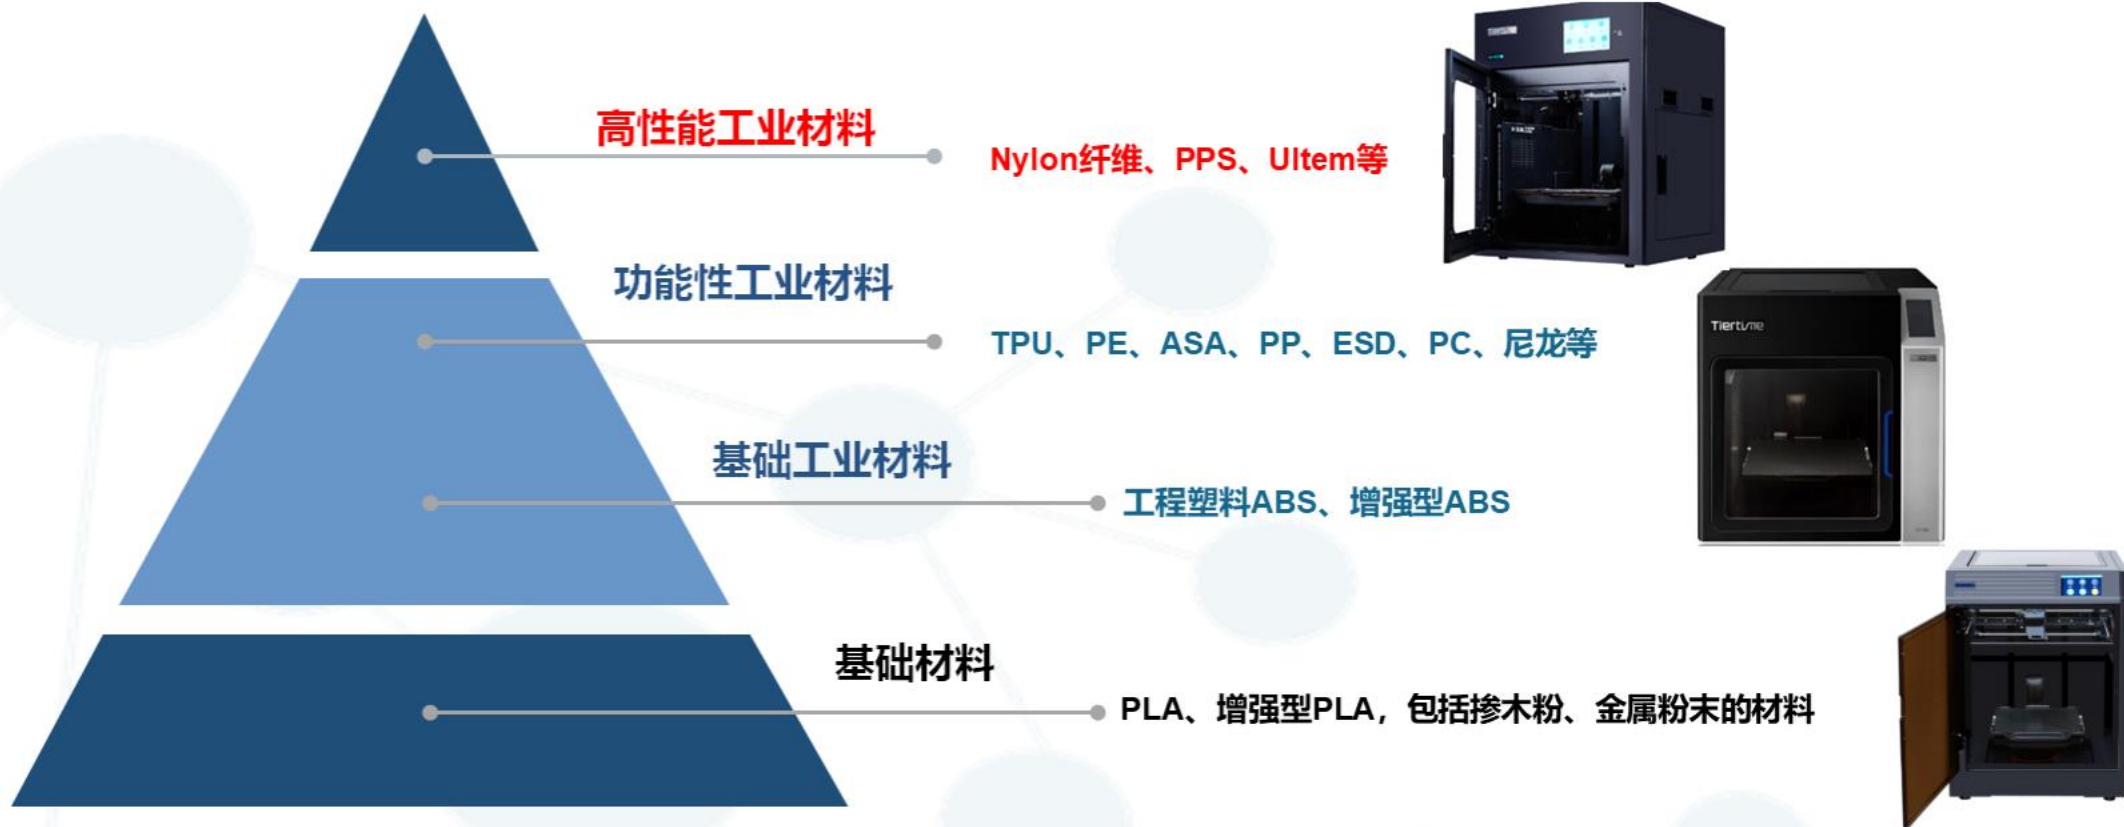 高性能工业材料
Nylon纤维、PPS、Ultem等
功能性工业材料
TPU、PE、ASA、PP、ESD、PC、尼龙等
Tiertime
基础工业材料
工程塑料ABS、增强型ABS
基础材料
PLA、增强型PLA，包括掺木粉、金属粉末的材料